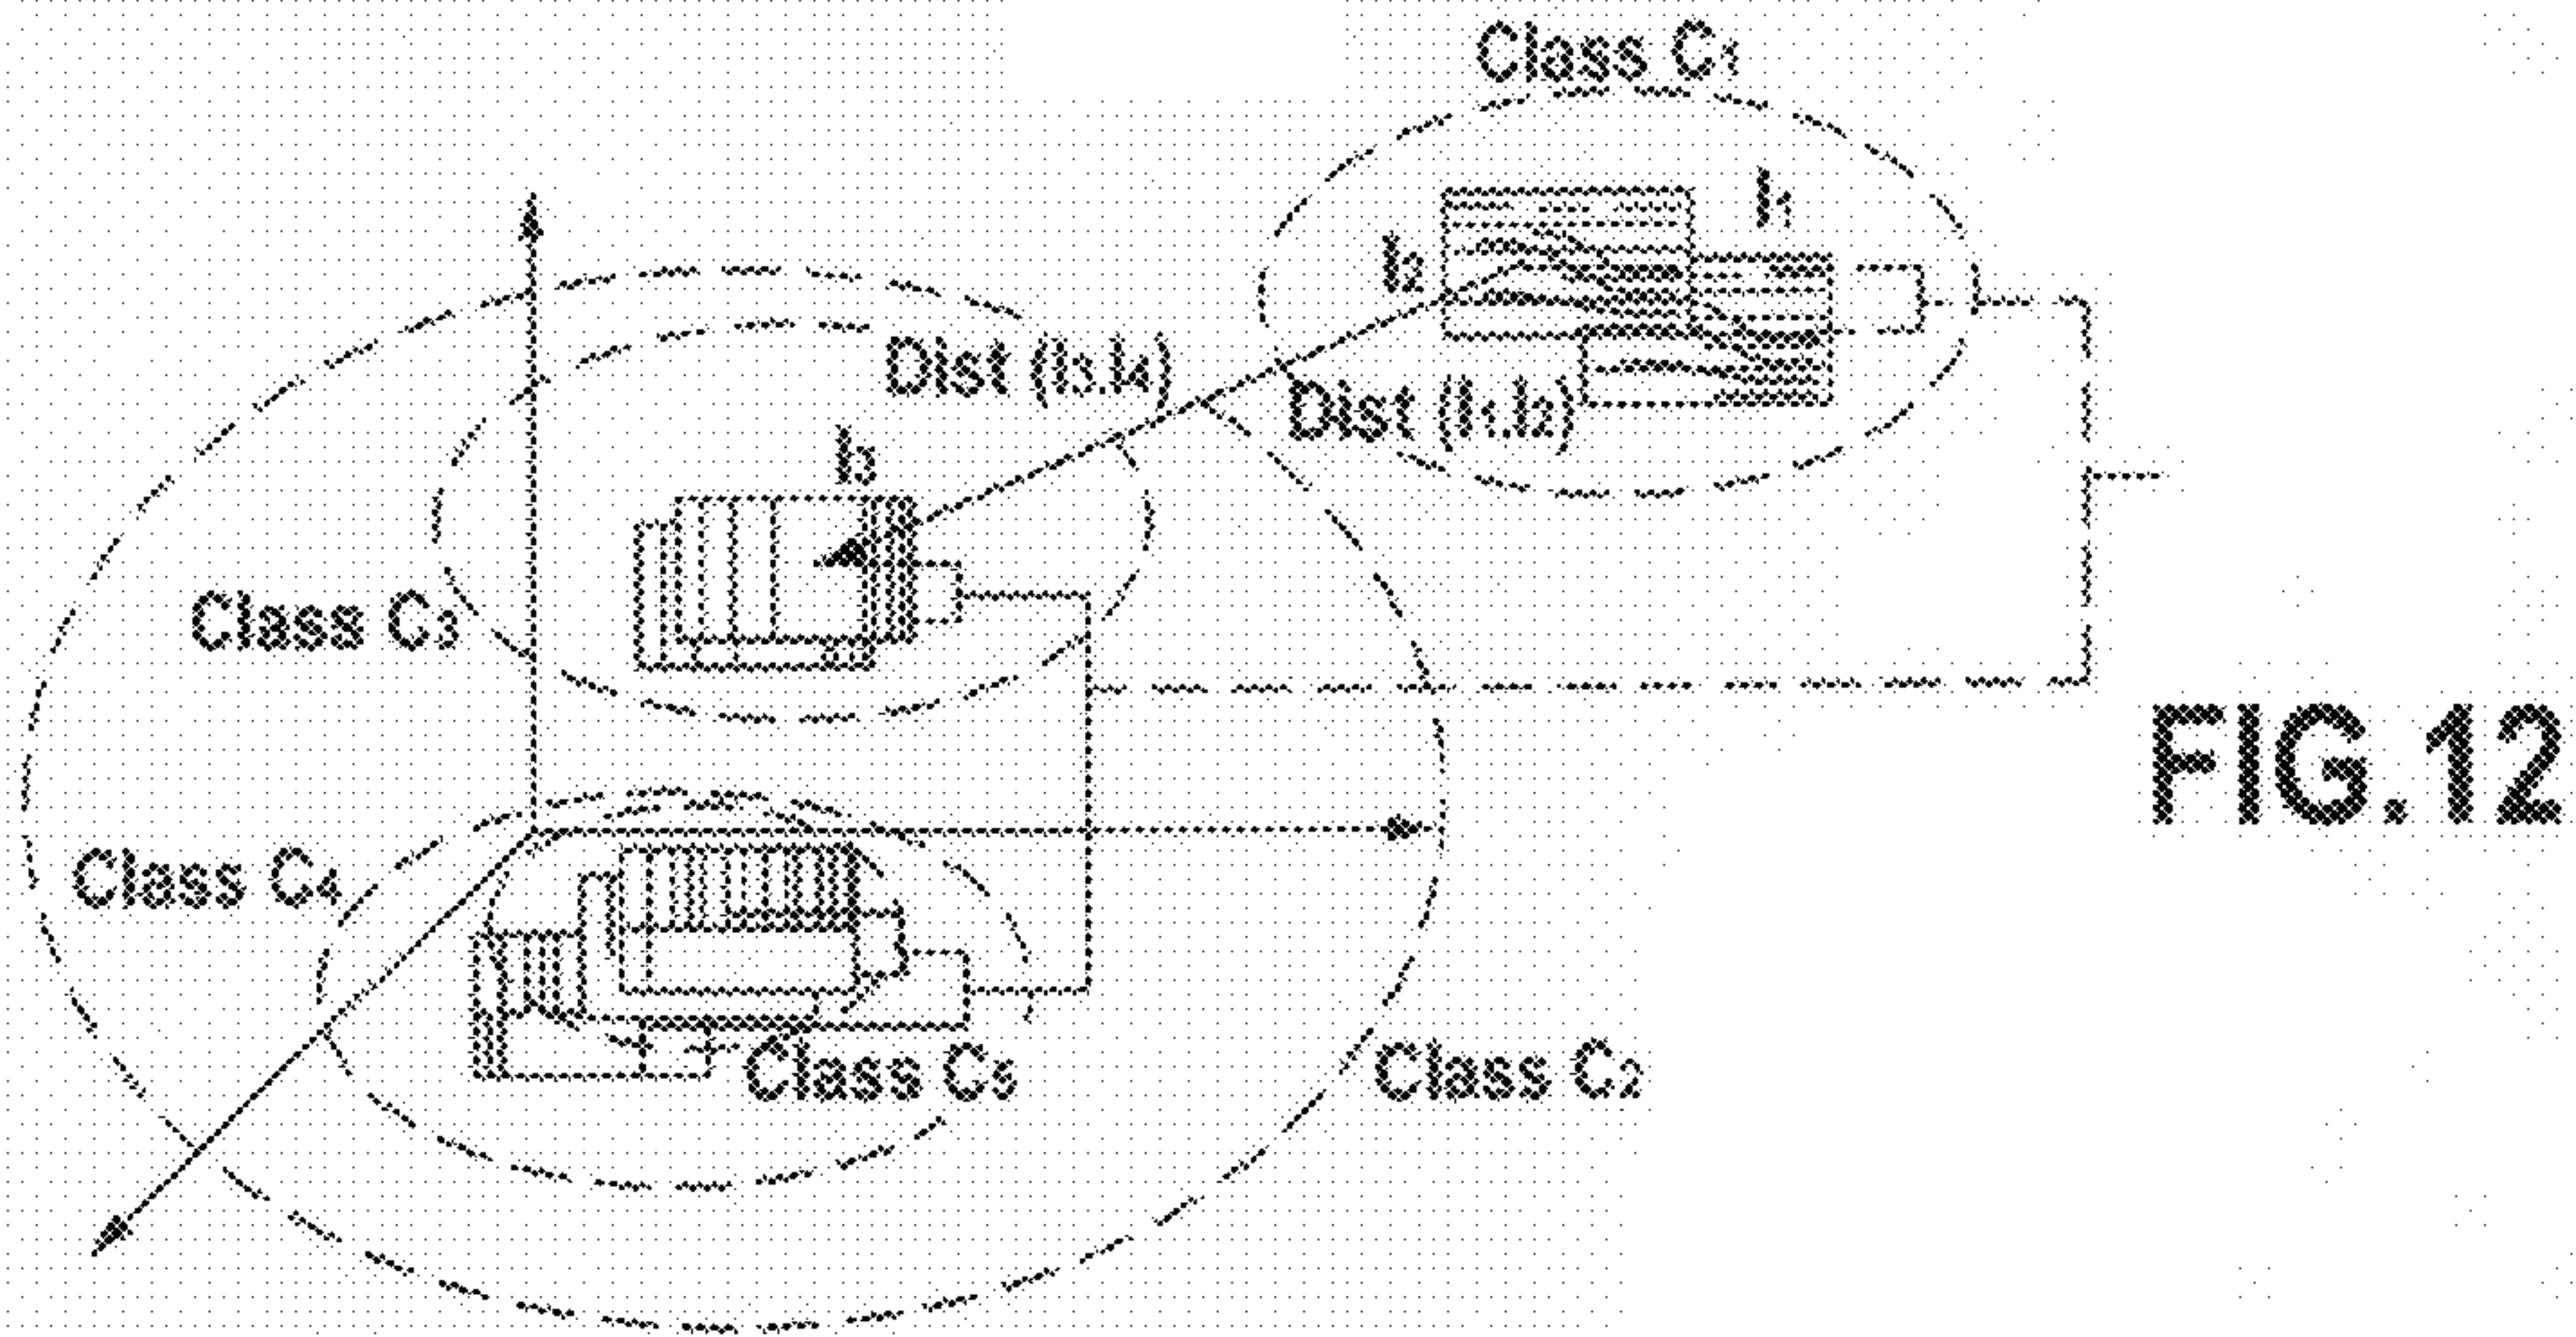 Class C₁
I₁
I₂
Dist (I₃.I₄)
Dist (I₁.I₂)
I₃
Class C₃
FIG.12
Class C₄
Class C₅
Class C₂